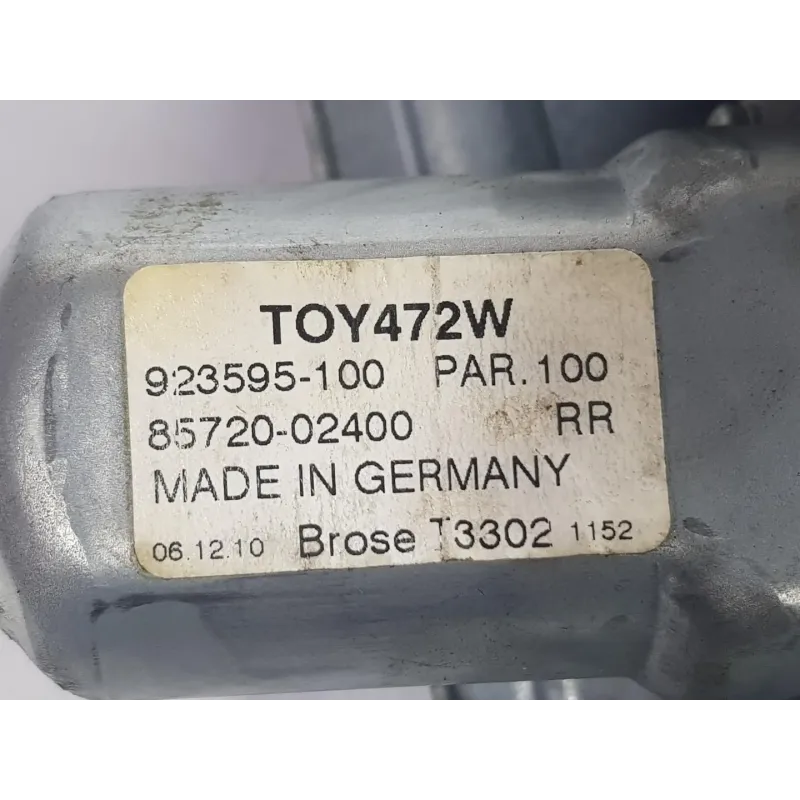 TOY472W
923595-100 PAR.100
85720-02400 RR
MADE IN GERMANY
06.12.10 Brose T3302 1152